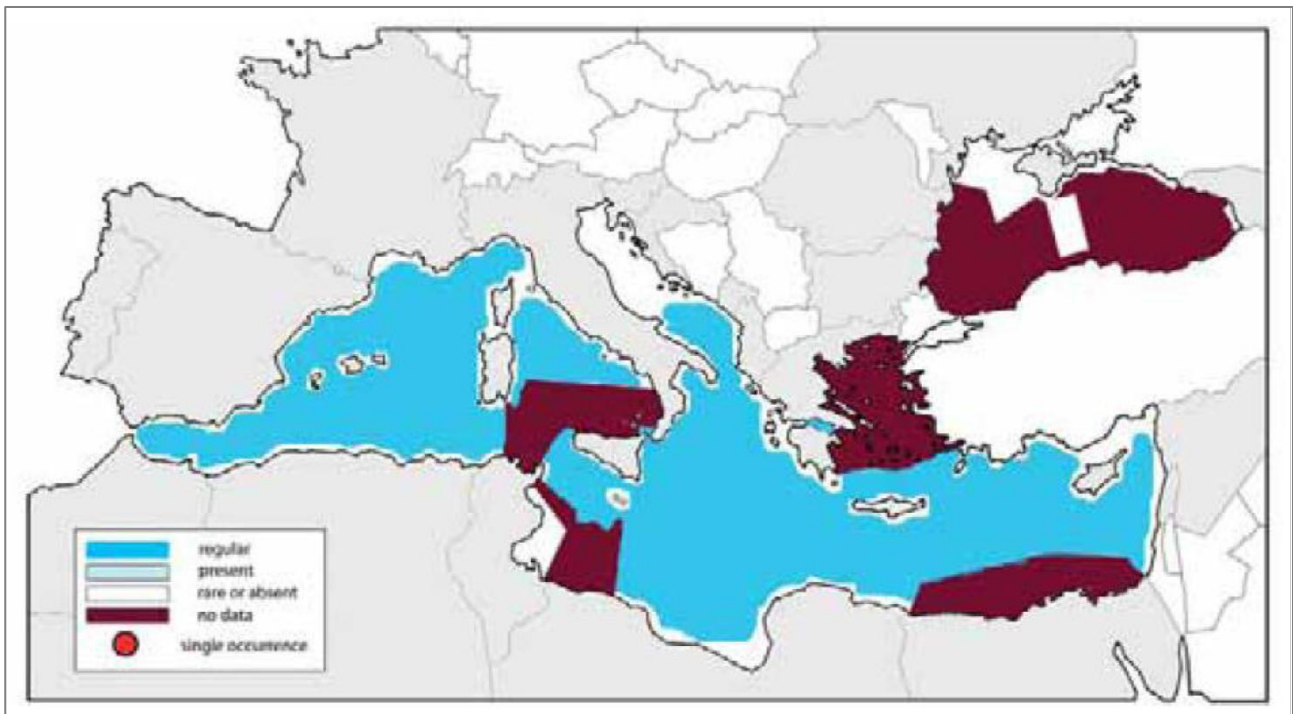 regular
present
rare or absent
no data
single occurrence